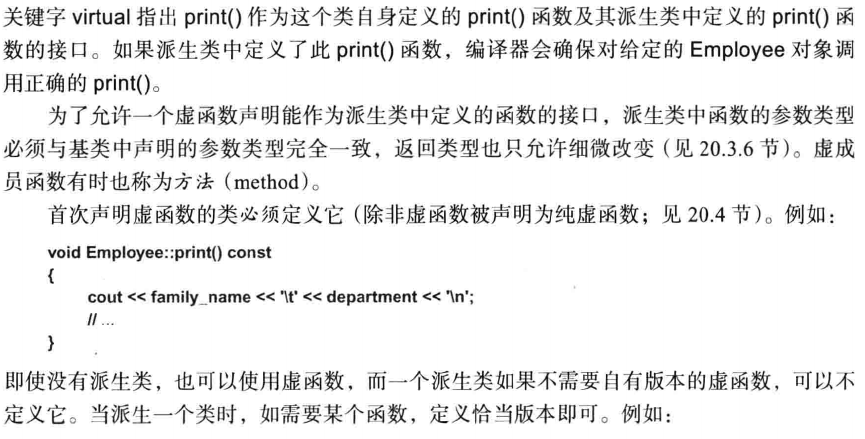 关键字 virtual 指出 print() 作为这个类自身定义的 print() 函数及其派生类中定义的 print() 函
数的接口。如果派生类中定义了此 print() 函数，编译器会确保对给定的 Employee 对象调
用正确的 print()。
为了允许一个虚函数声明能作为派生类中定义的函数的接口，派生类中函数的参数类型
必须与基类中声明的参数类型完全一致，返回类型也只允许细微改变（见 20.3.6 节）。虚成
员函数有时也称为方法（method）。
首次声明虚函数的类必须定义它（除非虚函数被声明为纯虚函数；见 20.4 节）。例如：
void Employee::print() const
{
cout << family_name << '\t' << department << '\n';
// ...
}
即使没有派生类，也可以使用虚函数，而一个派生类如果不需要自有版本的虚函数，可以不
定义它。当派生一个类时，如需要某个函数，定义恰当版本即可。例如：